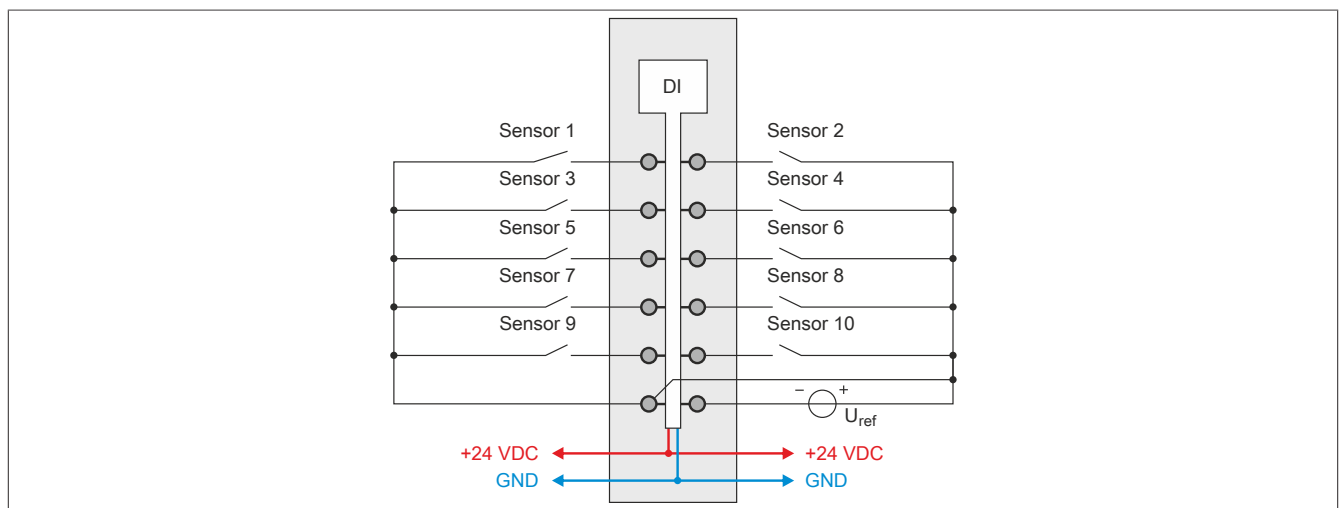 DI
Sensor 1
Sensor 2
Sensor 3
Sensor 4
Sensor 5
Sensor 6
Sensor 7
Sensor 8
Sensor 9
Sensor 10
− +
Uref
+24 VDC
+24 VDC
GND
GND